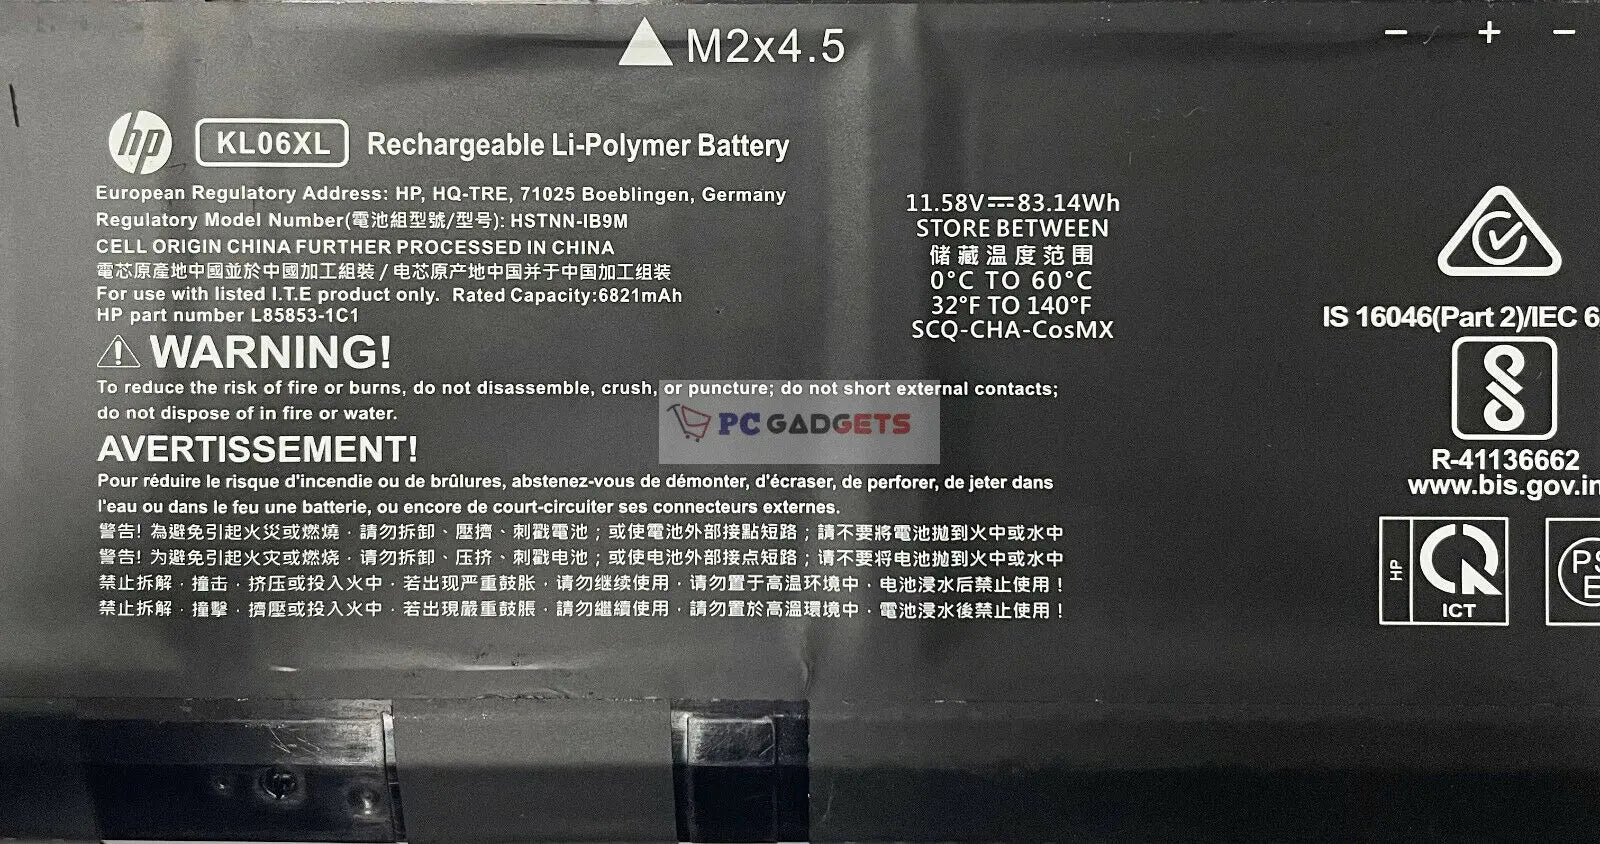 M2x4.5
- + -
hp KL06XL Rechargeable Li-Polymer Battery
European Regulatory Address: HP, HQ-TRE, 71025 Boeblingen, Germany
Regulatory Model Number(電池組型號/型号): HSTNN-IB9M
CELL ORIGIN CHINA FURTHER PROCESSED IN CHINA
電芯原產地中國並於中國加工組裝 / 电芯原产地中国并于中国加工组装
For use with listed I.T.E product only. Rated Capacity:6821mAh
HP part number L85853-1C1
WARNING!
To reduce the risk of fire or burns, do not disassemble, crush, or puncture; do not short external contacts;
do not dispose of in fire or water.
AVERTISSEMENT!
Pour réduire le risque d'incendie ou de brûlures, abstenez-vous de démonter, d'écraser, de perforer, de jeter dans
l'eau ou dans le feu une batterie, ou encore de court-circuiter ses connecteurs externes.
警告! 為避免引起火災或燃燒﹐請勿拆卸、壓擠、刺戳電池；或使電池外部接點短路；請不要將電池拋到火中或水中
警告! 为避免引起火灾或燃烧﹐请勿拆卸、压挤、刺戳电池；或使电池外部接点短路；请不要将电池抛到火中或水中
禁止拆解﹐撞击﹐挤压或投入火中﹐若出现严重鼓胀﹐请勿继续使用﹐请勿置于高温环境中﹐电池浸水后禁止使用！
禁止拆解﹐撞擊﹐擠壓或投入火中﹐若出現嚴重鼓脹﹐請勿繼續使用﹐請勿置於高溫環境中﹐電池浸水後禁止使用！
11.58V⎓83.14Wh
STORE BETWEEN
储藏温度范围
0°C TO 60°C
32°F TO 140°F
SCQ-CHA-CosMX
PC GADGETS
IS 16046(Part 2)/IEC 6
R-41136662
www.bis.gov.in
HP
ICT
PS
E